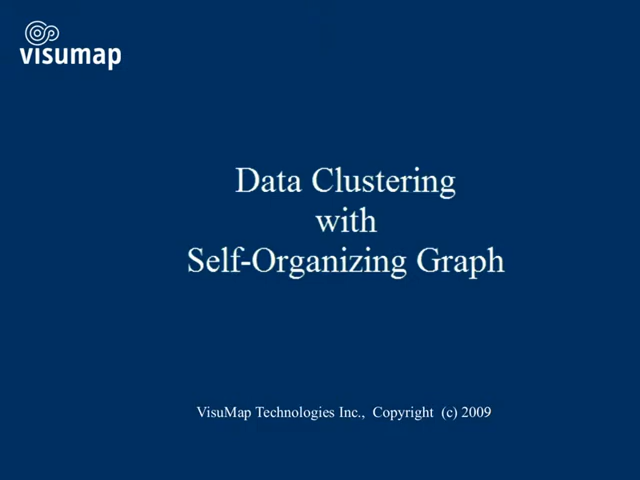 visumap
Data Clustering
with
Self-Organizing Graph
VisuMap Technologies Inc., Copyright (c) 2009